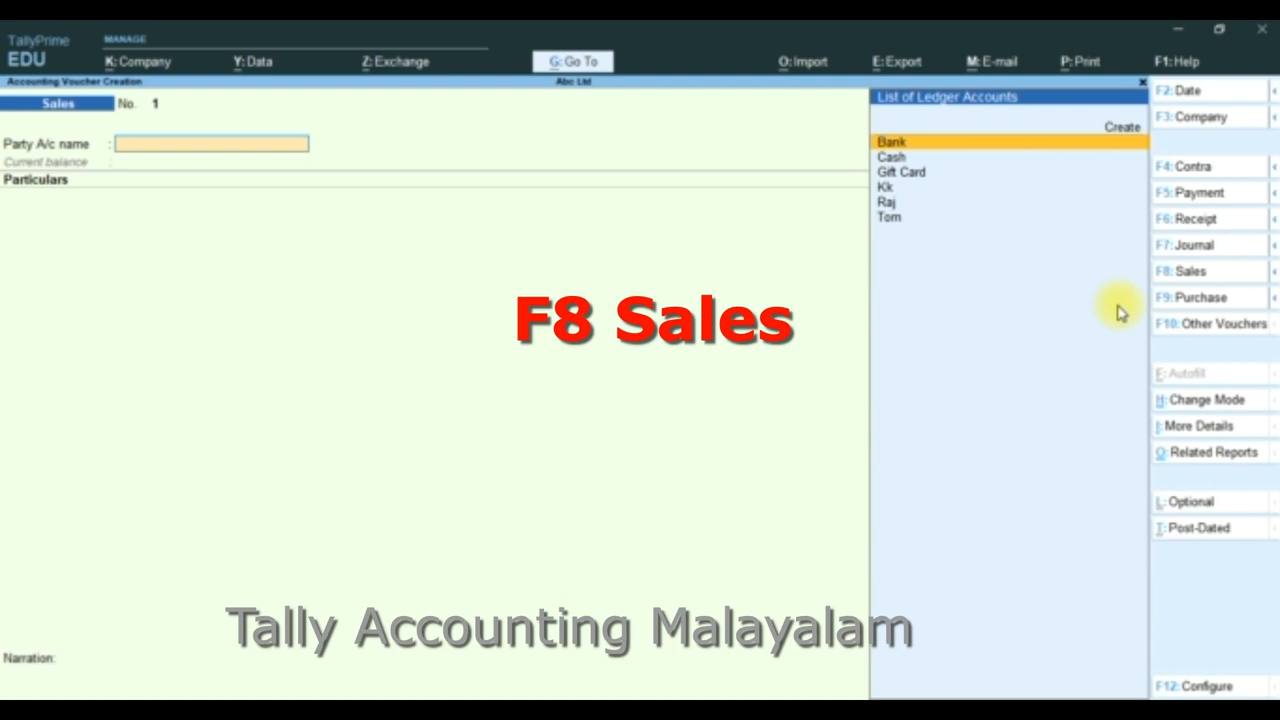 TallyPrime
EDU
MANAGE
K: Company
Y: Data
Z: Exchange
G: Go To
O: Import
E: Export
M: E-mail
P: Print
F1: Help
Accounting Voucher Creation
Abc Ltd
Sales No. 1
Party A/c name :
Current balance :
Particulars
List of Ledger Accounts
Create
Bank
Cash
Gift Card
Kk
Raj
Tom
F2: Date
F3: Company
F4: Contra
F5: Payment
F6: Receipt
F7: Journal
F8: Sales
F9: Purchase
F10: Other Vouchers
E: Autofill
H: Change Mode
I: More Details
O: Related Reports
L: Optional
T: Post-Dated
F12: Configure
F8 Sales
Tally Accounting Malayalam
Narration: